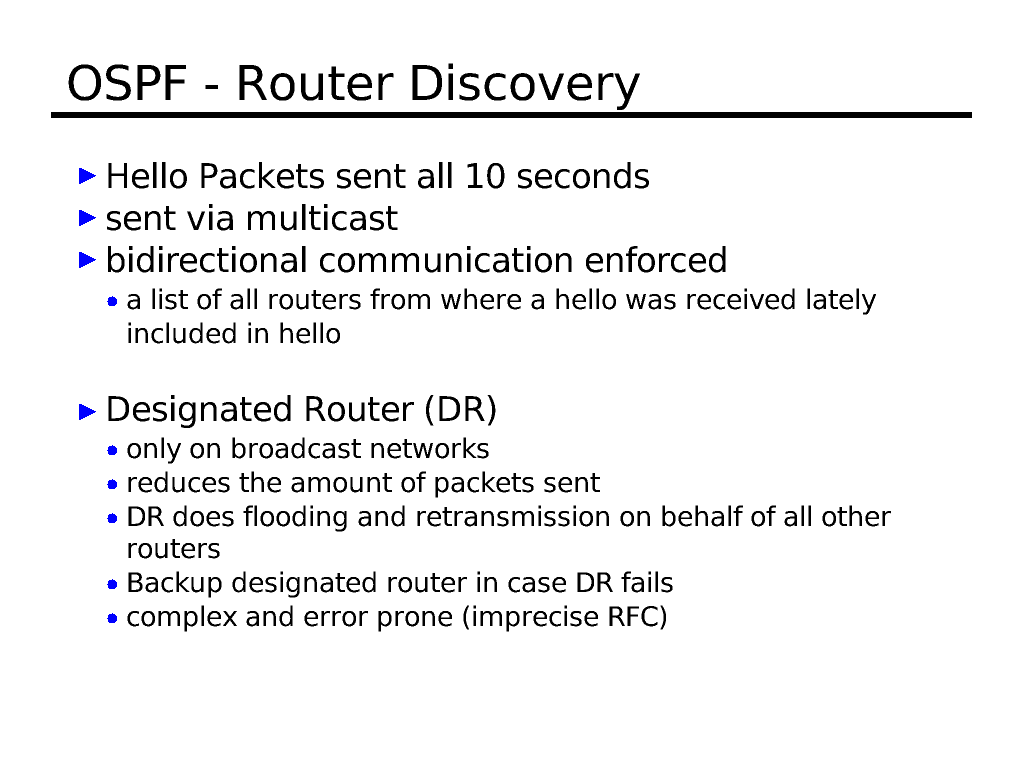 OSPF - Router Discovery
Hello Packets sent all 10 seconds
sent via multicast
bidirectional communication enforced
a list of all routers from where a hello was received lately
included in hello
Designated Router (DR)
only on broadcast networks
reduces the amount of packets sent
DR does flooding and retransmission on behalf of all other
routers
Backup designated router in case DR fails
complex and error prone (imprecise RFC)